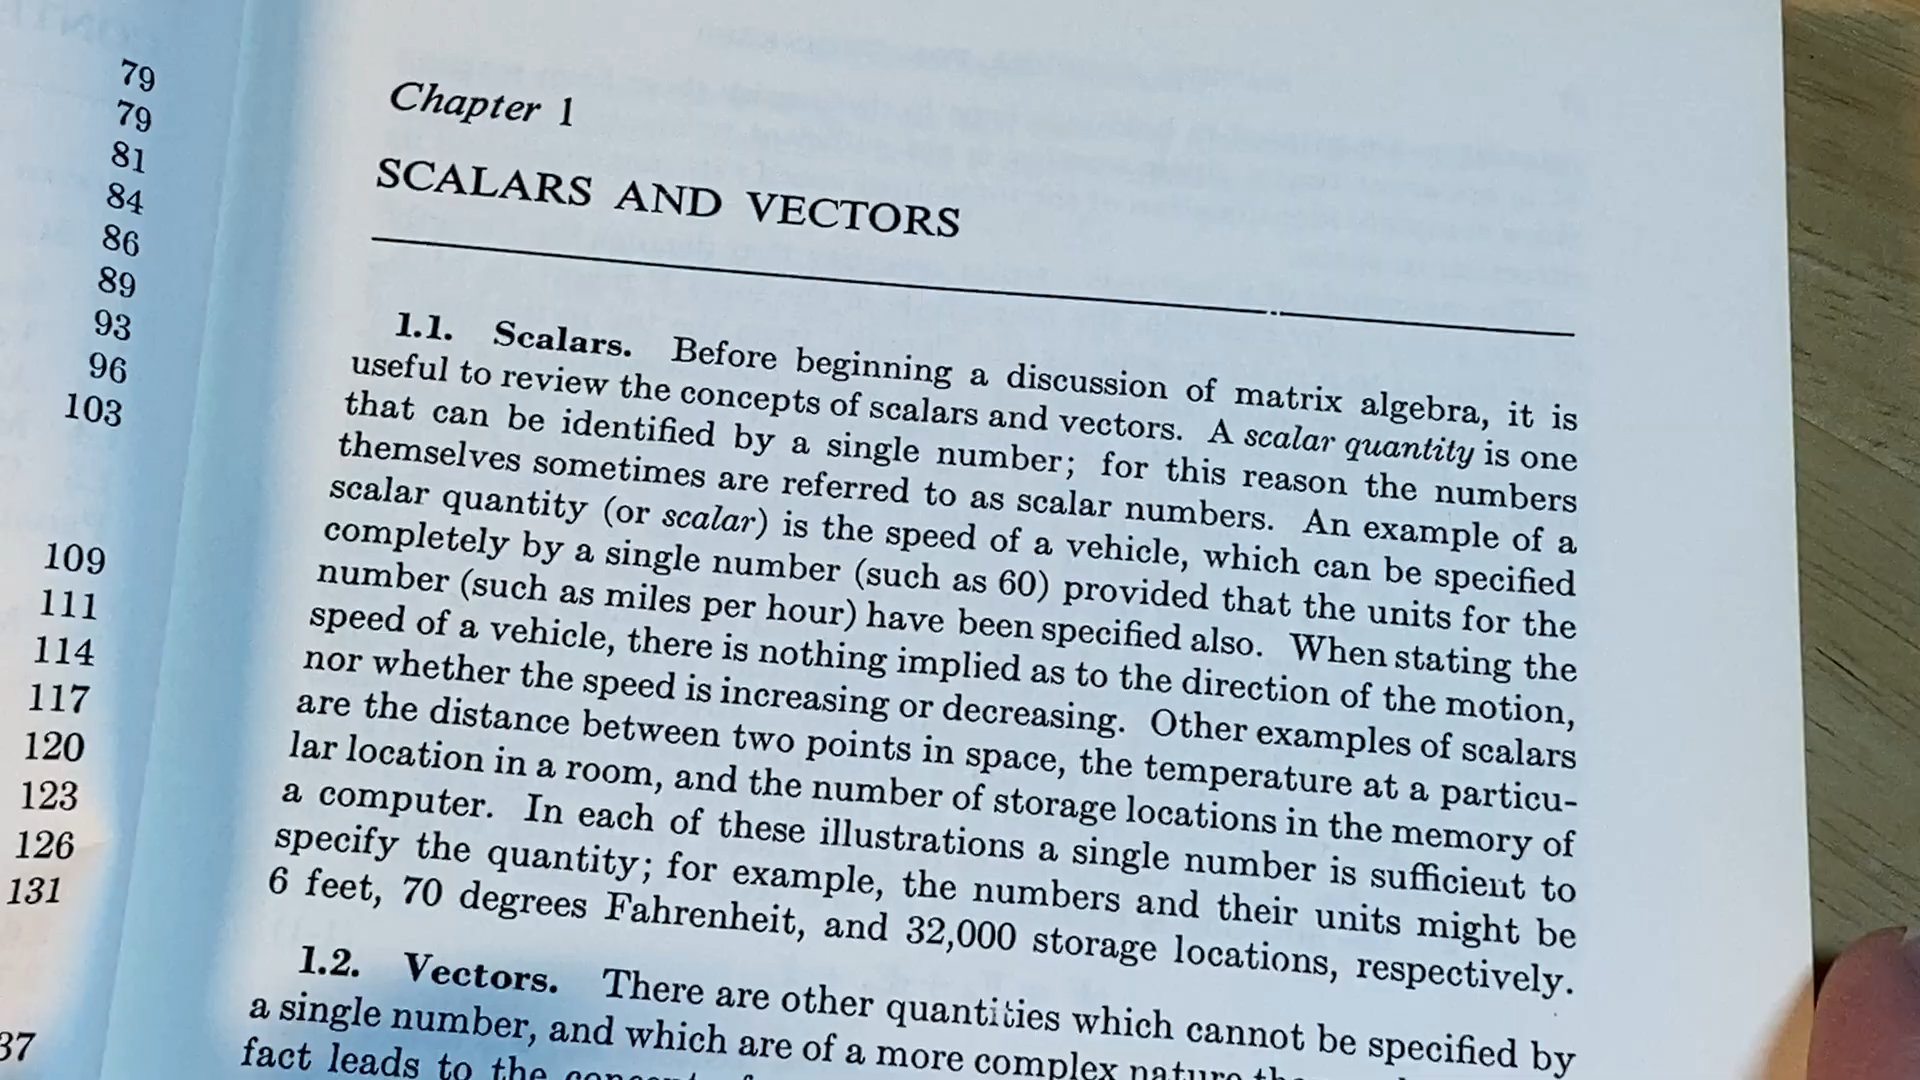 79
79
81
84
86
89
93
96
103
109
111
114
117
120
123
126
131
37
Chapter 1
SCALARS AND VECTORS
1.1. Scalars. Before beginning a discussion of matrix algebra, it is
useful to review the concepts of scalars and vectors. A scalar quantity is one
that can be identified by a single number; for this reason the numbers
themselves sometimes are referred to as scalar numbers. An example of a
scalar quantity (or scalar) is the speed of a vehicle, which can be specified
completely by a single number (such as 60) provided that the units for the
number (such as miles per hour) have been specified also. When stating the
speed of a vehicle, there is nothing implied as to the direction of the motion,
nor whether the speed is increasing or decreasing. Other examples of scalars
are the distance between two points in space, the temperature at a particu-
lar location in a room, and the number of storage locations in the memory of
a computer. In each of these illustrations a single number is sufficient to
specify the quantity; for example, the numbers and their units might be
6 feet, 70 degrees Fahrenheit, and 32,000 storage locations, respectively.
1.2. Vectors. There are other quantities which cannot be specified by
a single number, and which are of a more complex nature
fact leads to the